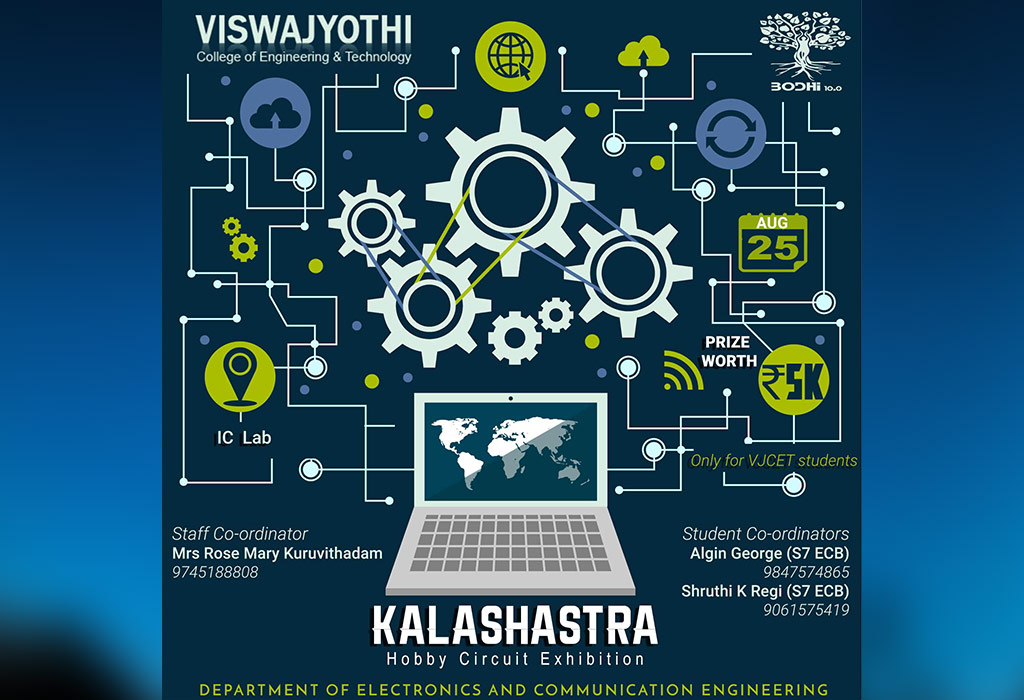 VISWAJYOTHI
College of Engineering & Technology
BODHi 10.0
AUG
25
PRIZE
WORTH
₹5K
IC Lab
Only for VJCET students
Staff Co-ordinator
Mrs Rose Mary Kuruvithadam
9745188808
Student Co-ordinators
Algin George (S7 ECB)
9847574865
Shruthi K Regi (S7 ECB)
9061575419
KALASHASTRA
Hobby Circuit Exhibition
DEPARTMENT OF ELECTRONICS AND COMMUNICATION ENGINEERING